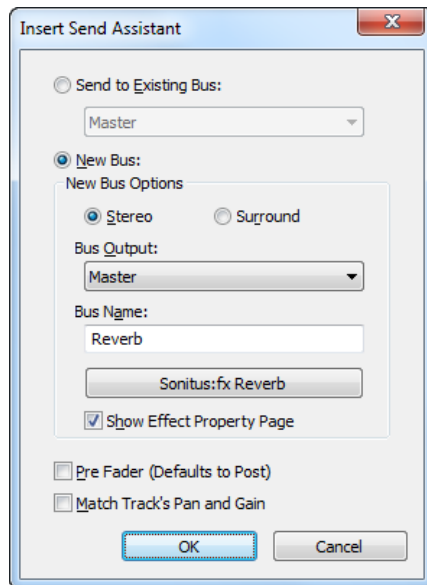 Insert Send Assistant
Send to Existing Bus:
Master
New Bus:
New Bus Options
Stereo Surround
Bus Output:
Master
Bus Name:
Reverb
Sonitus:fx Reverb
Show Effect Property Page
Pre Fader (Defaults to Post)
Match Track's Pan and Gain
OK Cancel